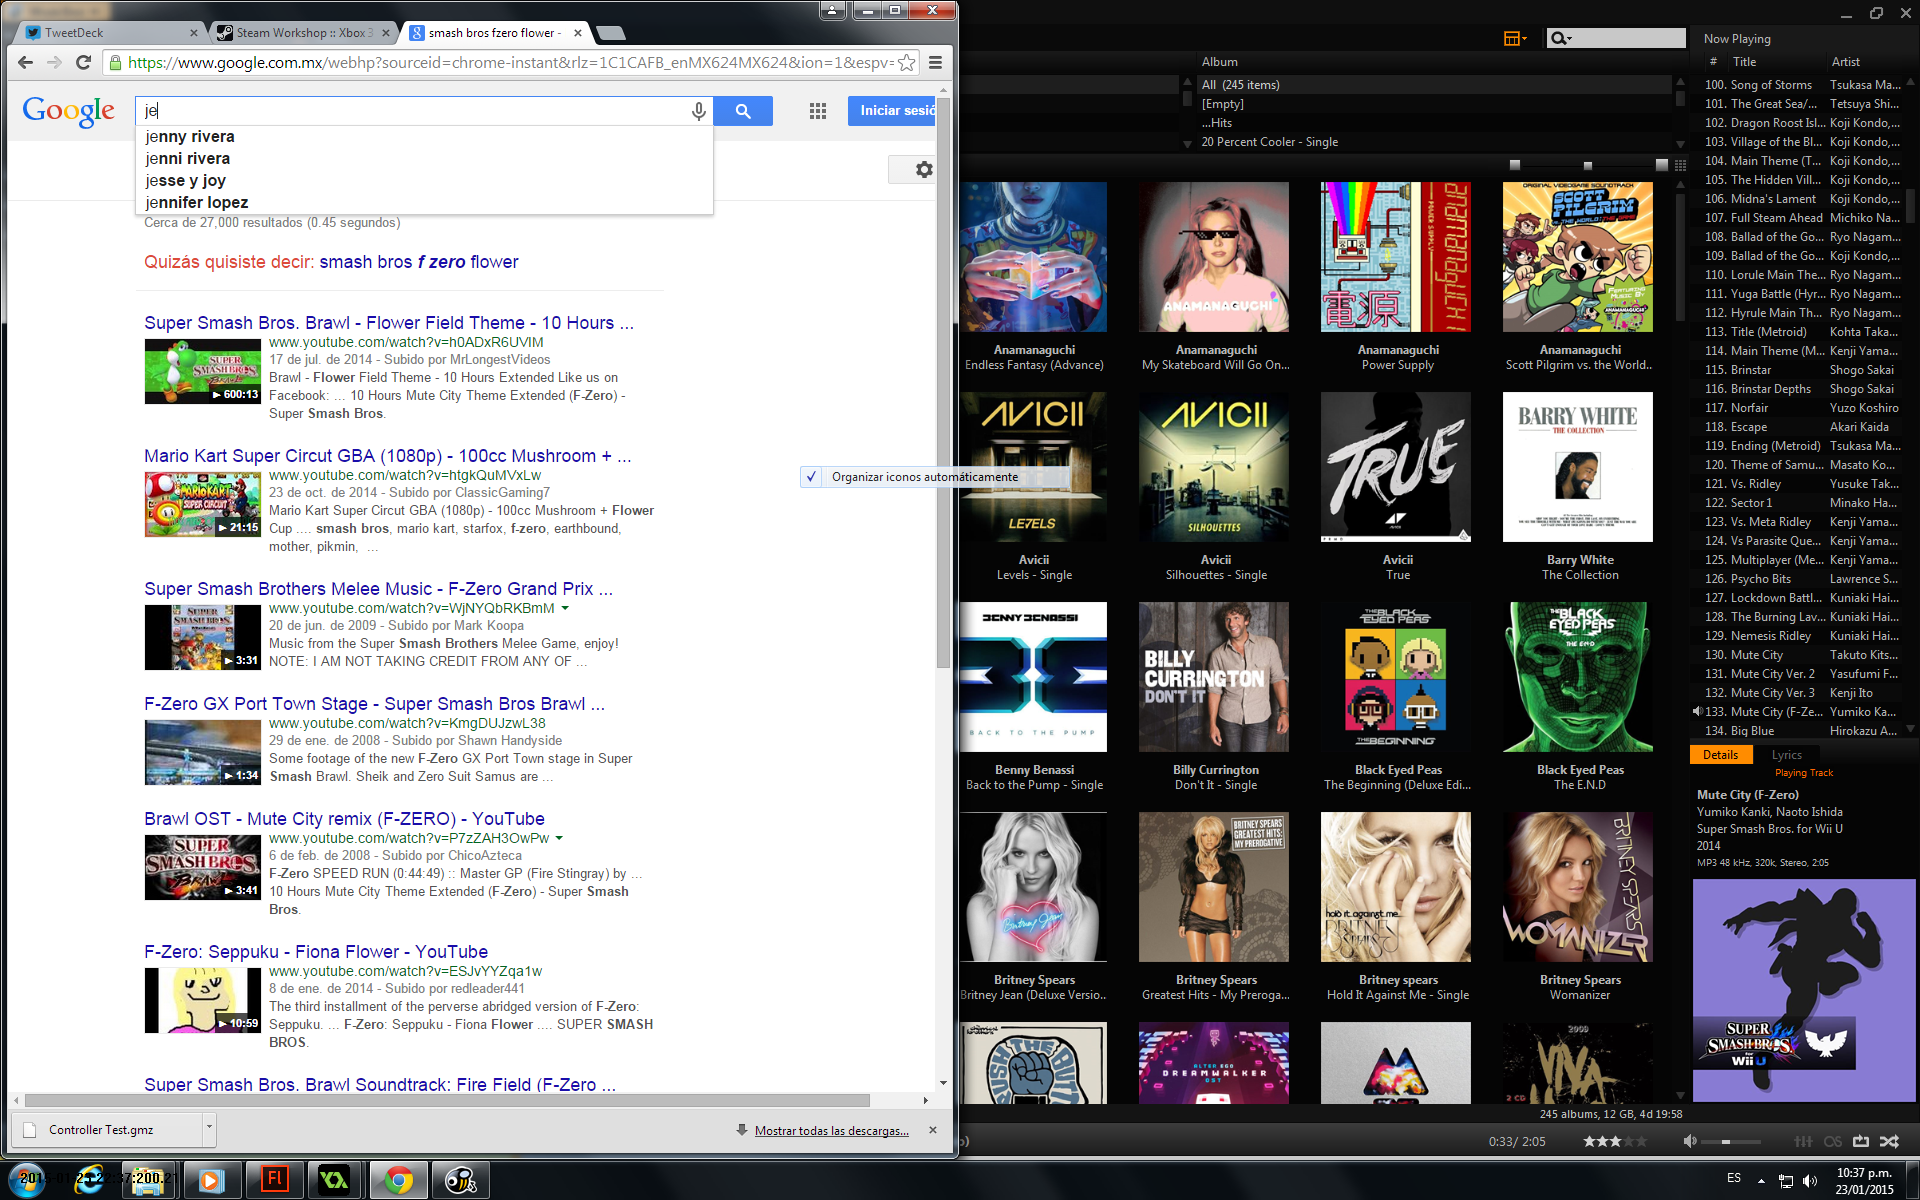 TweetDeck
Steam Workshop :: Xbox 3
smash bros fzero flower -
https://www.google.com.mx/webhp?sourceid=chrome-instant&rlz=1C1CAFB_enMX624MX624&ion=1&espv=
Google
je
Iniciar sesió
jenny rivera
jenni rivera
jesse y joy
jennifer lopez
Cerca de 27,000 resultados (0.45 segundos)
Quizás quisiste decir: smash bros f zero flower
Super Smash Bros. Brawl - Flower Field Theme - 10 Hours ...
www.youtube.com/watch?v=h0ADxR6UVIM
17 de jul. de 2014 - Subido por MrLongestVideos
Brawl - Flower Field Theme - 10 Hours Extended Like us on
Facebook: ... 10 Hours Mute City Theme Extended (F-Zero) -
Super Smash Bros.
600:13
Mario Kart Super Circut GBA (1080p) - 100cc Mushroom + ...
www.youtube.com/watch?v=htgkQuMVxLw
23 de oct. de 2014 - Subido por ClassicGaming7
Mario Kart Super Circut GBA (1080p) - 100cc Mushroom + Flower
Cup .... smash bros, mario kart, starfox, f-zero, earthbound,
mother, pikmin, ...
21:15
Super Smash Brothers Melee Music - F-Zero Grand Prix ...
www.youtube.com/watch?v=WjNYQbRKBmM
20 de jun. de 2009 - Subido por Mark Koopa
Music from the Super Smash Brothers Melee Game, enjoy!
NOTE: I AM NOT TAKING CREDIT FROM ANY OF ...
3:31
F-Zero GX Port Town Stage - Super Smash Bros Brawl ...
www.youtube.com/watch?v=KmgDUJzwL38
29 de ene. de 2008 - Subido por Shawn Handyside
Some footage of the new F-Zero GX Port Town stage in Super
Smash Brawl. Sheik and Zero Suit Samus are ...
1:34
Brawl OST - Mute City remix (F-ZERO) - YouTube
www.youtube.com/watch?v=P7zZAH3OwPw
6 de feb. de 2008 - Subido por ChicoAzteca
F-Zero SPEED RUN (0:44:49) :: Master GP (Fire Stingray) by ...
10 Hours Mute City Theme Extended (F-Zero) - Super Smash
Bros.
3:41
F-Zero: Seppuku - Fiona Flower - YouTube
www.youtube.com/watch?v=ESJvYYZqa1w
8 de ene. de 2014 - Subido por redleader441
The third installment of the perverse abridged version of F-Zero:
Seppuku. ... F-Zero: Seppuku - Fiona Flower .... SUPER SMASH
BROS.
10:59
Super Smash Bros. Brawl Soundtrack: Fire Field (F-Zero ...
Controller Test.gmz
Mostrar todas las descargas...
Organizar iconos automáticamente
Album
All (245 items)
[Empty]
...Hits
20 Percent Cooler - Single
Anamanaguchi
Endless Fantasy (Advance)
Anamanaguchi
My Skateboard Will Go On...
Anamanaguchi
Power Supply
Anamanaguchi
Scott Pilgrim vs. the World..
Avicii
Levels - Single
Avicii
Silhouettes - Single
Avicii
True
Barry White
The Collection
Benny Benassi
Back to the Pump - Single
Billy Currington
Don't It - Single
Black Eyed Peas
The Beginning (Deluxe Edi...
Black Eyed Peas
The E.N.D
Britney Spears
Britney Jean (Deluxe Versio..
Britney Spears
Greatest Hits - My Preroga...
Britney spears
Hold It Against Me - Single
Britney Spears
Womanizer
245 albums, 12 GB, 4d 19:58
0:33/ 2:05
Now Playing
# Title Artist
100. Song of Storms Tsukasa Ma...
101. The Great Sea/... Tetsuya Shi...
102. Dragon Roost Isl... Koji Kondo,...
103. Village of the Bl... Koji Kondo,...
104. Main Theme (T... Koji Kondo,...
105. The Hidden Vill... Koji Kondo,...
106. Midna's Lament Koji Kondo,...
107. Full Steam Ahead Michiko Na...
108. Ballad of the Go... Ryo Nagam...
109. Ballad of the Go... Ryo Nagam...
110. Lorule Main The... Ryo Nagam...
111. Yuga Battle (Hyr... Ryo Nagam...
112. Hyrule Main Th... Ryo Nagam...
113. Title (Metroid) Kohta Taka...
114. Main Theme (M... Kenji Yama...
115. Brinstar Shogo Sakai
116. Brinstar Depths Shogo Sakai
117. Norfair Yuzo Koshiro
118. Escape Akari Kaida
119. Ending (Metroid) Tsukasa Ma...
120. Theme of Samu... Masato Ko...
121. Vs. Ridley Yusuke Tak...
122. Sector 1 Minako Ha...
123. Vs. Meta Ridley Kenji Yama...
124. Vs Parasite Que... Kenji Yama...
125. Multiplayer (Me... Kenji Yama...
126. Psycho Bits Lawrence S...
127. Lockdown Battl... Kuniaki Hai...
128. The Burning Lav... Kuniaki Hai...
129. Nemesis Ridley Kuniaki Hai...
130. Mute City Takuto Kits...
131. Mute City Ver. 2 Yasufumi F...
132. Mute City Ver. 3 Kenji Ito
133. Mute City (F-Ze... Yumiko Ka...
134. Big Blue Hirokazu A...
Details Lyrics
Playing Track
Mute City (F-Zero)
Yumiko Kanki, Naoto Ishida
Super Smash Bros. for Wii U
2014
MP3 48 kHz, 320k, Stereo, 2:05
SUPER
SMASH BROS
for
Wii U
ES
10:37 p.m.
23/01/2015